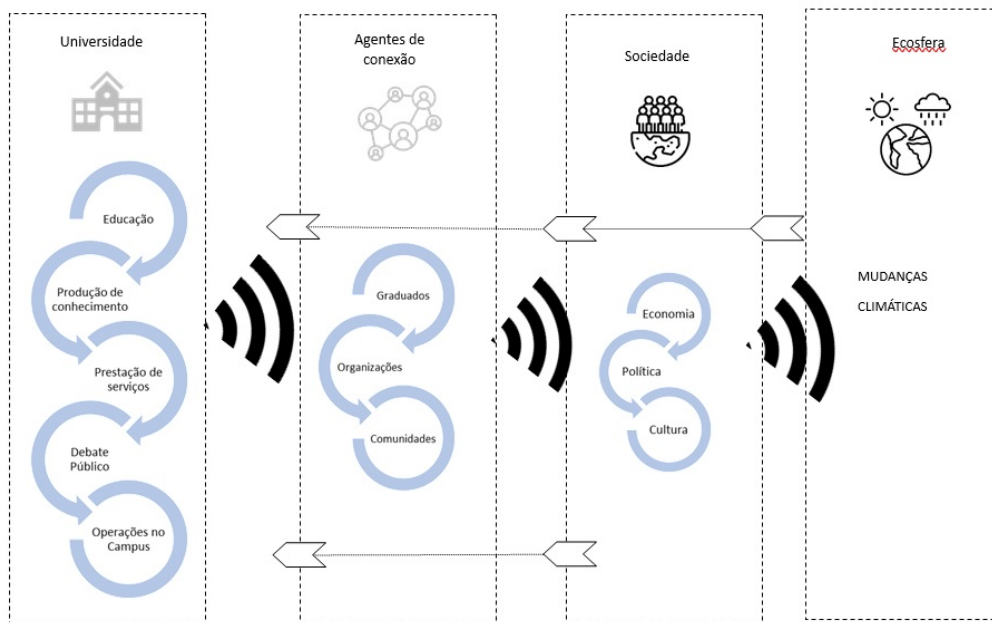 Universidade
Educação
Produção de
conhecimento
Prestação de
serviços
Debate
Público
Operações no
Campus
Agentes de
conexão
Graduados
Organizações
Comunidades
Sociedade
Economia
Política
Cultura
Ecosfera
MUDANÇAS
CLIMÁTICAS